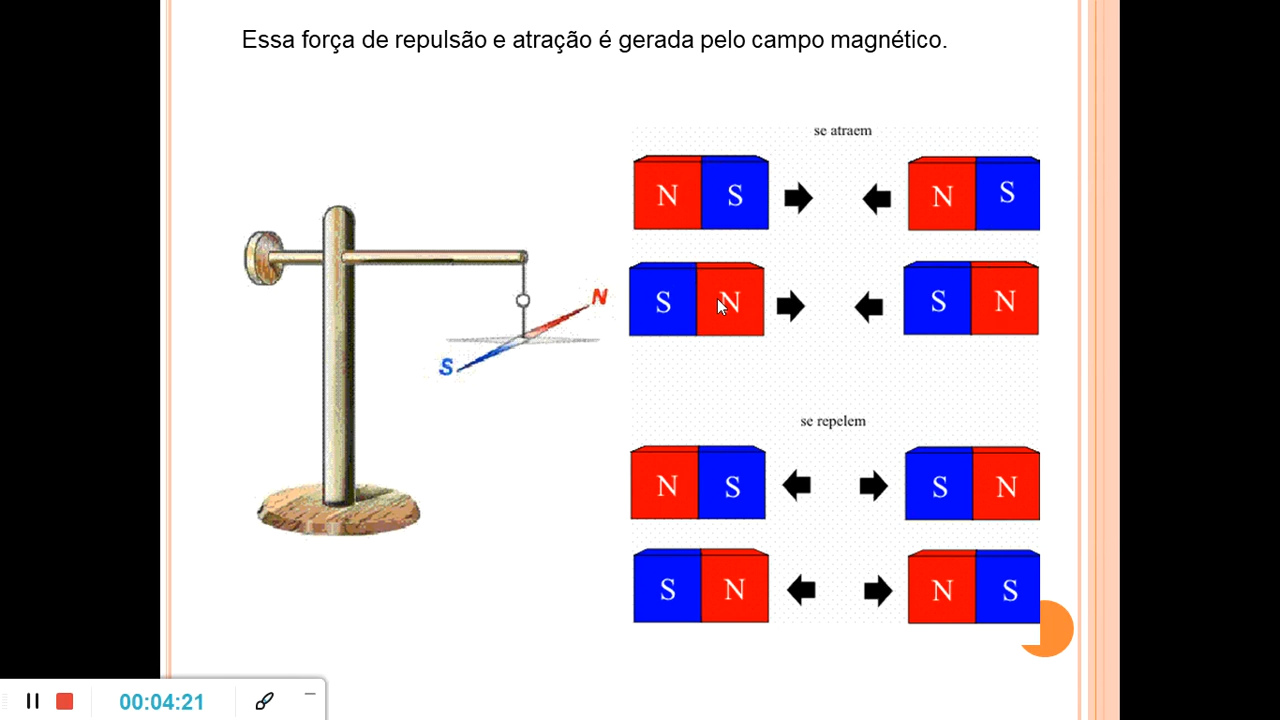 Essa força de repulsão e atração é gerada pelo campo magnético.
se atraem
N S N S
S N S N
N
S
se repelem
N S S N
S N N S
00:04:21